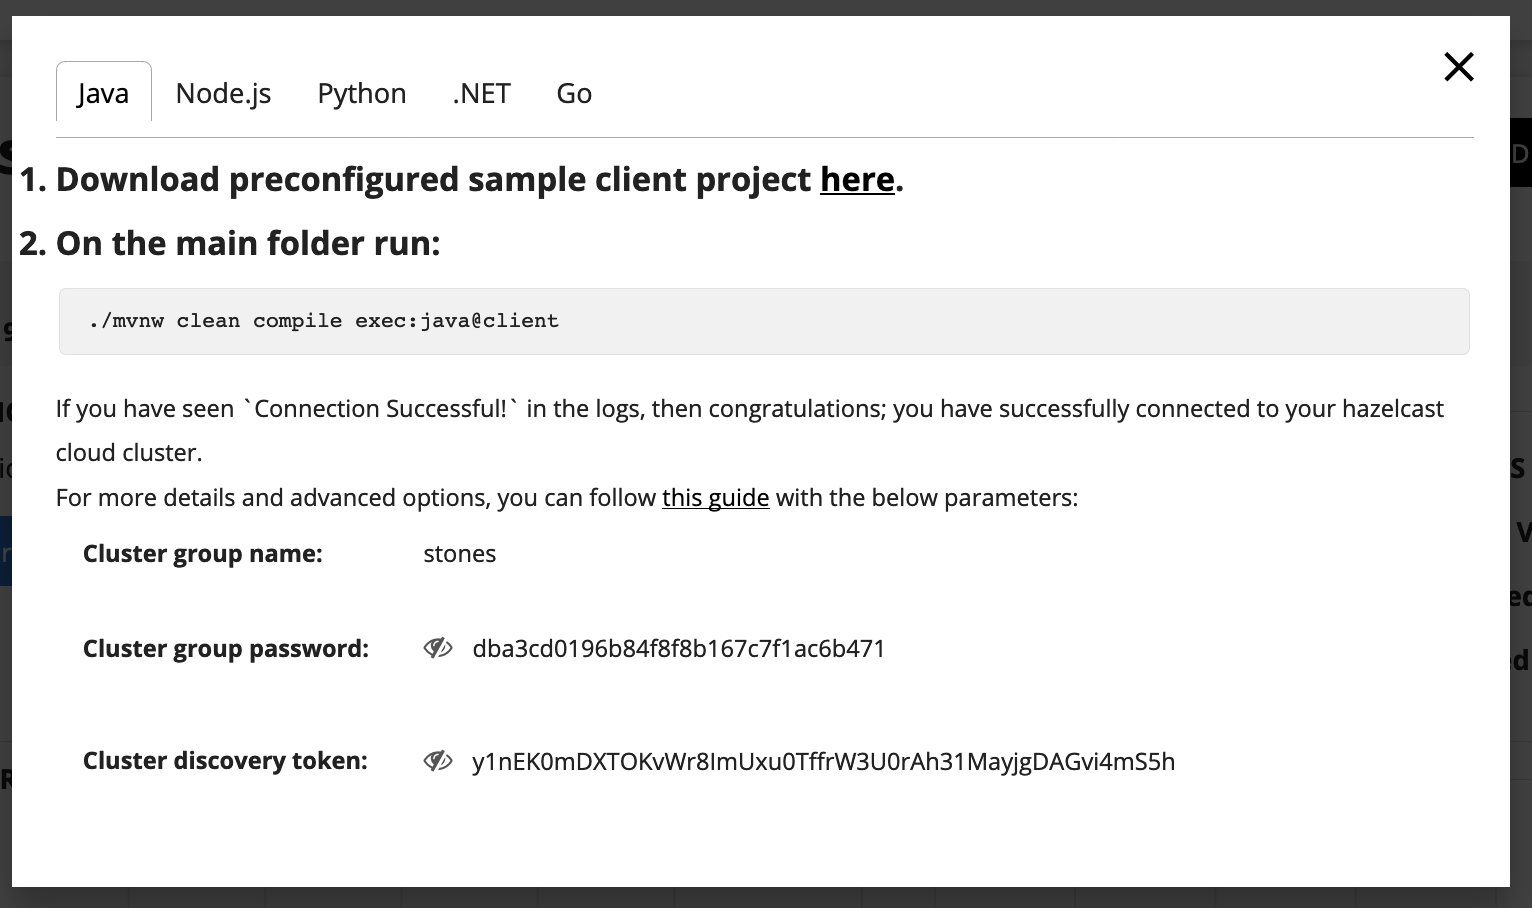 Java Node.js Python .NET Go
1. Download preconfigured sample client project here.
2. On the main folder run:
./mvnw clean compile exec:java@client
If you have seen `Connection Successful!` in the logs, then congratulations; you have successfully connected to your hazelcast
cloud cluster.
For more details and advanced options, you can follow this guide with the below parameters:
Cluster group name: stones
Cluster group password: dba3cd0196b84f8f8b167c7f1ac6b471
Cluster discovery token: y1nEK0mDXTOKvWr8ImUxu0TffrW3U0rAh31MayjgDAGvi4mS5h